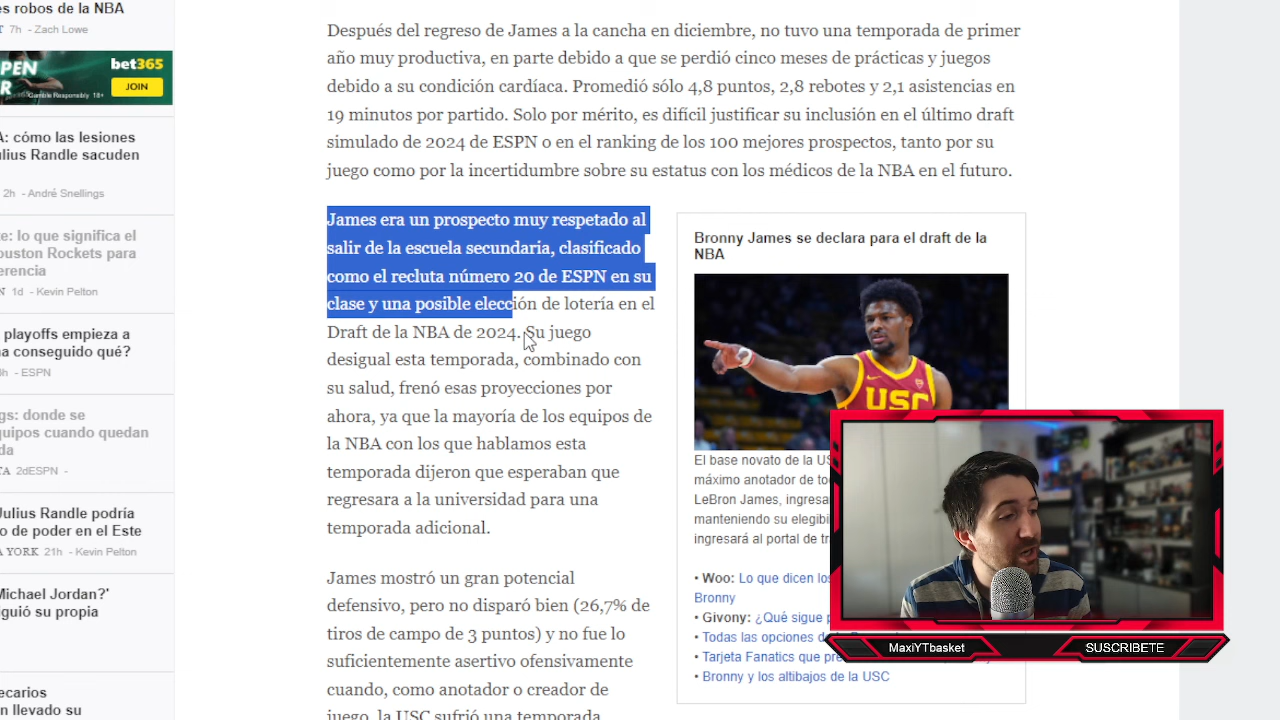 es robos de la NBA
7h - Zach Lowe
PEN
R
bet365
JOIN
Gamble Responsibly 18+
A: cómo las lesiones
ulius Randle sacuden
2h - André Snellings
te: lo que significa el
ouston Rockets para
erencia
N 1d - Kevin Pelton
playoffs empieza a
na conseguido qué?
h - ESPN
gs: donde se
quipos cuando quedan
da
TA 2dESPN -
Julius Randle podría
o de poder en el Este
A YORK 21h - Kevin Pelton
Michael Jordan?'
iguió su propia
ecarios
n llevado su
Después del regreso de James a la cancha en diciembre, no tuvo una temporada de primer
año muy productiva, en parte debido a que se perdió cinco meses de prácticas y juegos
debido a su condición cardíaca. Promedió sólo 4,8 puntos, 2,8 rebotes y 2,1 asistencias en
19 minutos por partido. Solo por mérito, es difícil justificar su inclusión en el último draft
simulado de 2024 de ESPN o en el ranking de los 100 mejores prospectos, tanto por su
juego como por la incertidumbre sobre su estatus con los médicos de la NBA en el futuro.
James era un prospecto muy respetado al
salir de la escuela secundaria, clasificado
como el recluta número 20 de ESPN en su
clase y una posible elección de lotería en el
Draft de la NBA de 2024. Su juego
desigual esta temporada, combinado con
su salud, frenó esas proyecciones por
ahora, ya que la mayoría de los equipos de
la NBA con los que hablamos esta
temporada dijeron que esperaban que
regresara a la universidad para una
temporada adicional.
James mostró un gran potencial
defensivo, pero no disparó bien (26,7% de
tiros de campo de 3 puntos) y no fue lo
suficientemente asertivo ofensivamente
cuando, como anotador o creador de
juego, la USC sufrió una temporada
Bronny James se declara para el draft de la
NBA
USC
El base novato de la US
máximo anotador de to
LeBron James, ingresa
manteniendo su elegibi
ingresará al portal de tr
• Woo: Lo que dicen los
Bronny
• Givony: ¿Qué sigue p
• Todas las opciones d
• Tarjeta Fanatics que pre
• Bronny y los altibajos de la USC
MaxiYTbasket
SUSCRIBETE